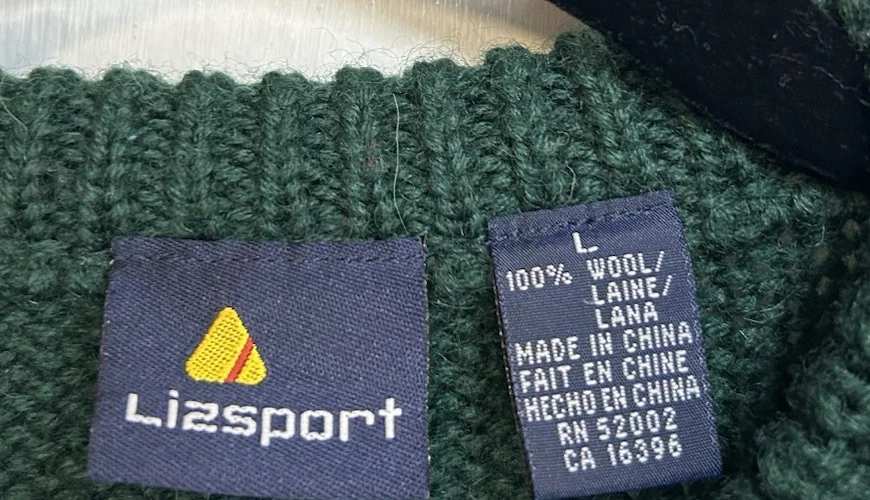 Lizsport
L
100% WOOL/
LAINE/
LANA
MADE IN CHINA
FAIT EN CHINE
HECHO EN CHINA
RN 52002
CA 16396